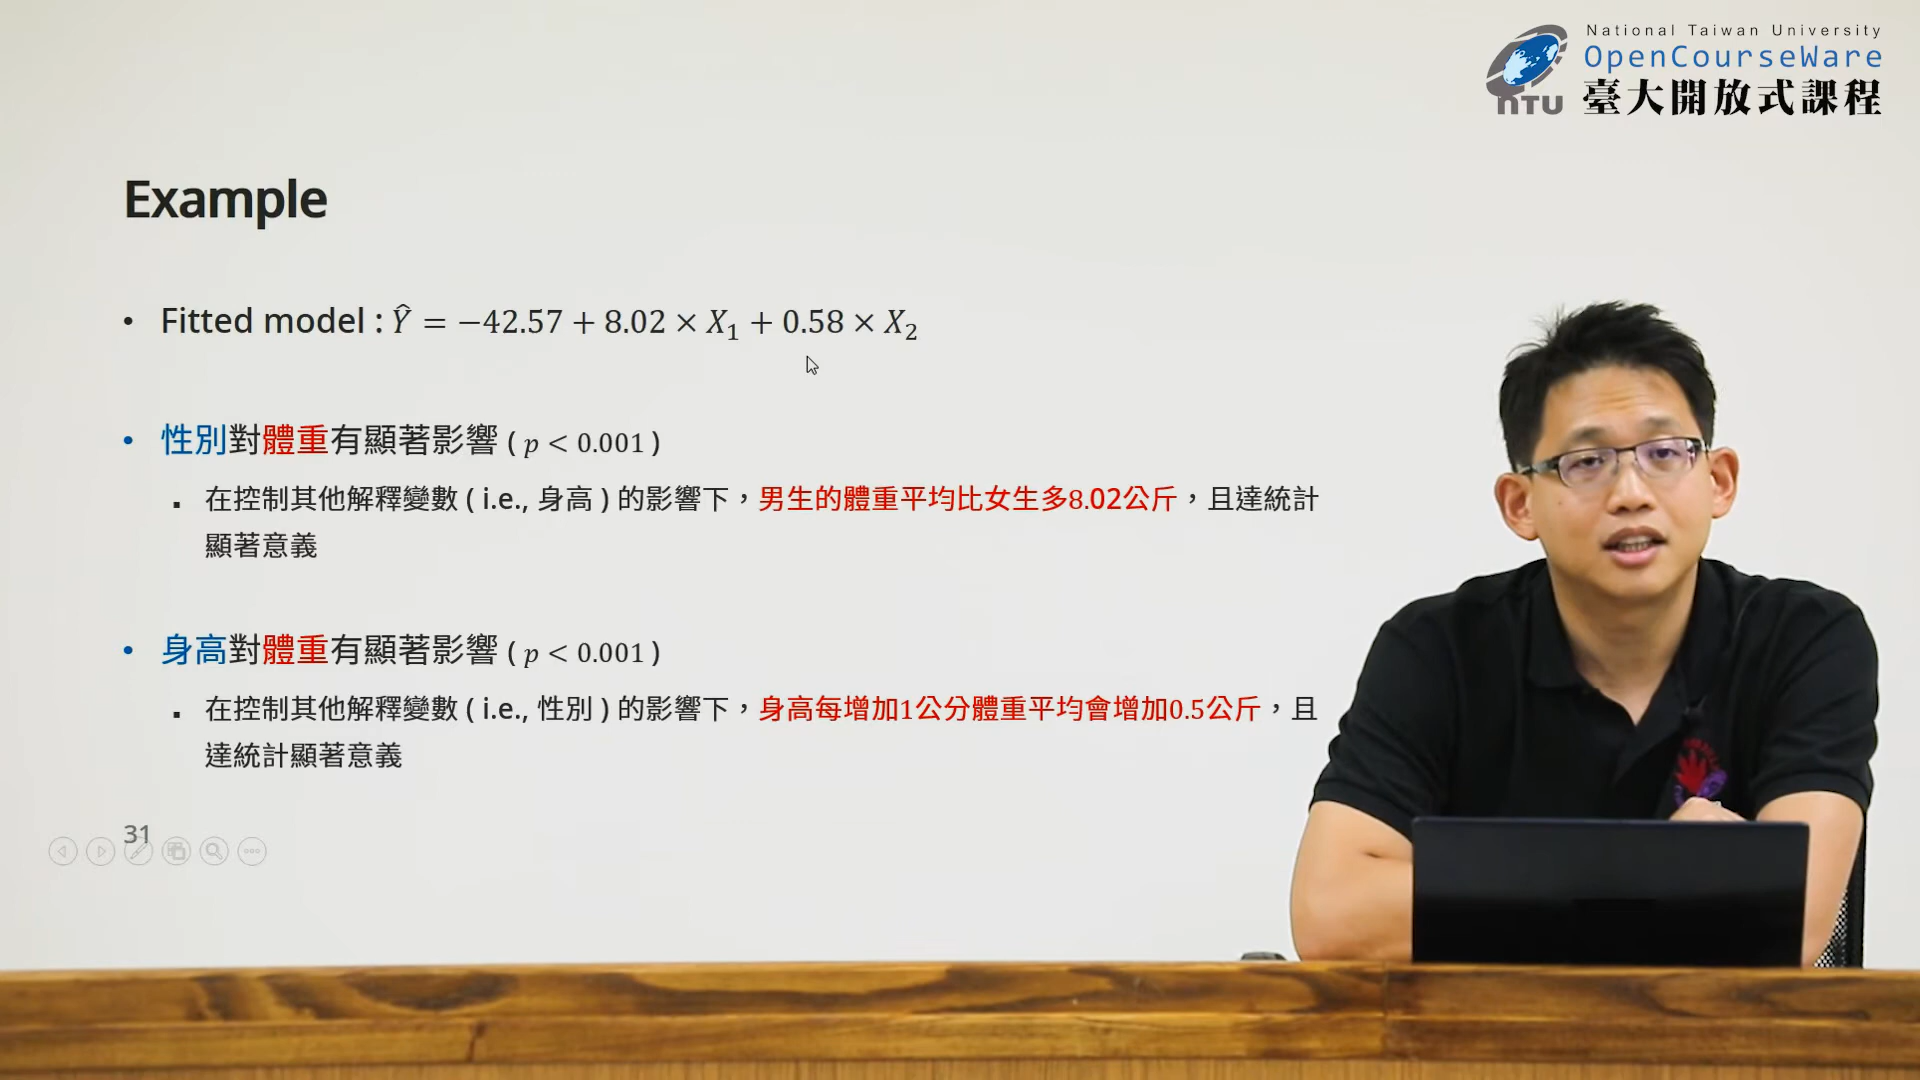 National Taiwan University
OpenCourseWare
臺大開放式課程
NTU
Example
• Fitted model : Ŷ = −42.57 + 8.02 × X₁ + 0.58 × X₂
• 性別對體重有顯著影響 ( p < 0.001 )
▪ 在控制其他解釋變數 ( i.e., 身高 ) 的影響下，男生的體重平均比女生多8.02公斤，且達統計
顯著意義
• 身高對體重有顯著影響 ( p < 0.001 )
▪ 在控制其他解釋變數 ( i.e., 性別 ) 的影響下，身高每增加1公分體重平均會增加0.5公斤，且
達統計顯著意義
31